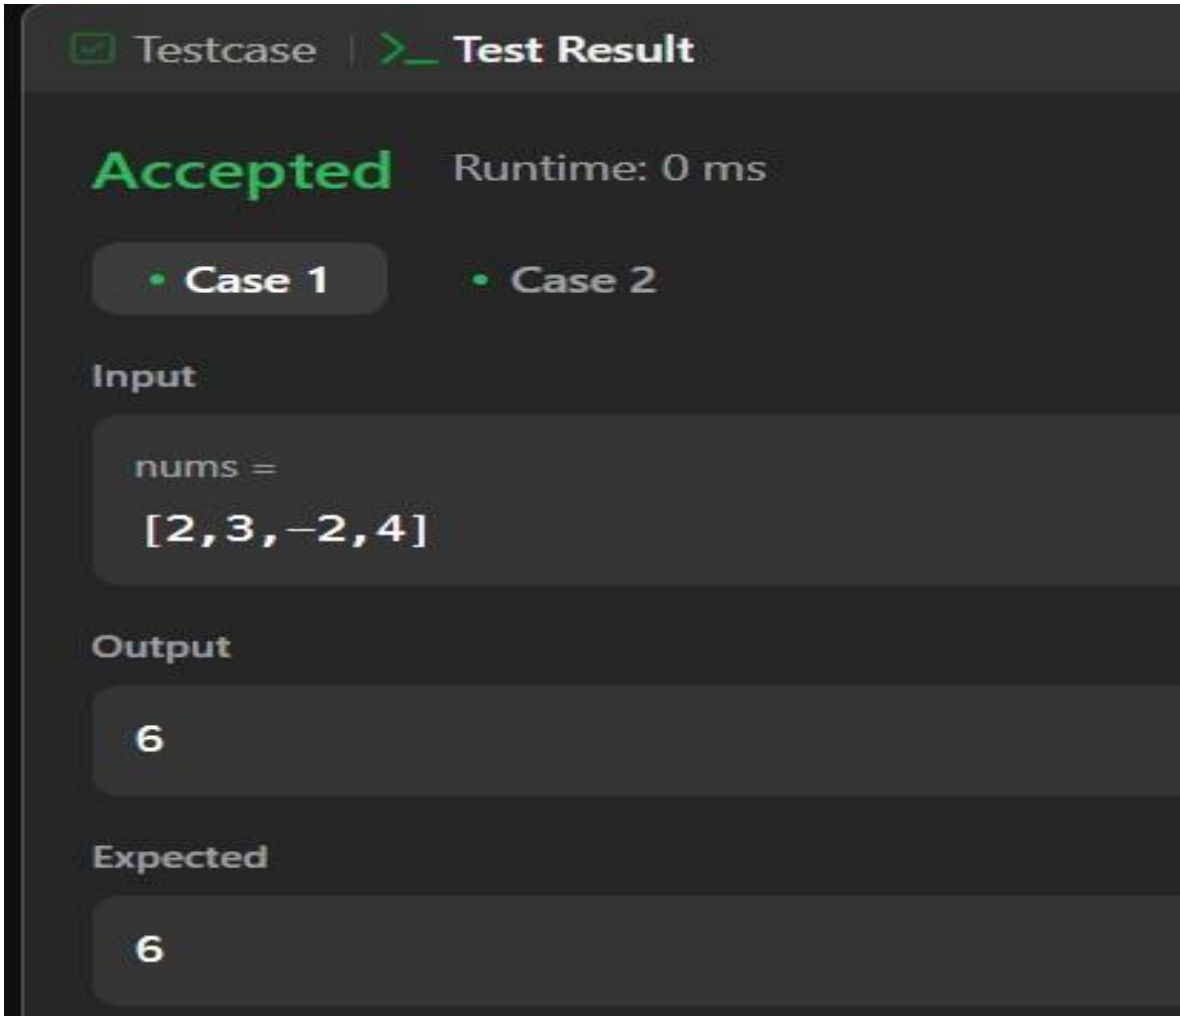 Testcase | >_ Test Result
Accepted Runtime: 0 ms
• Case 1 • Case 2
Input
nums =
[2,3,-2,4]
Output
6
Expected
6